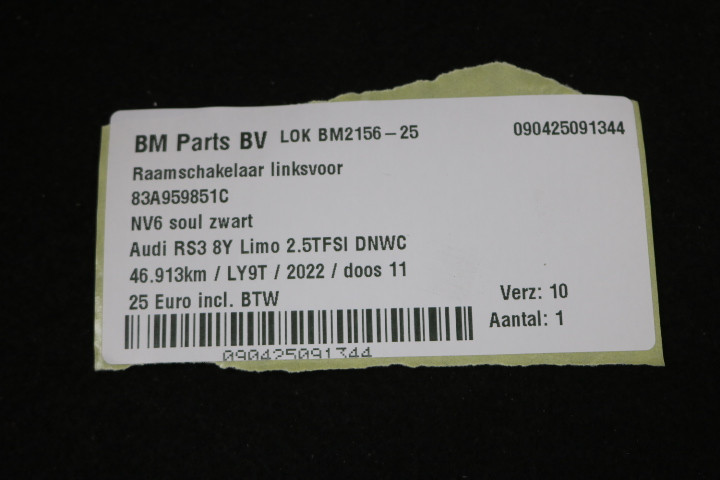 BM Parts BV LOK BM2156-25 090425091344
Raamschakelaar linksvoor
83A959851C
NV6 soul zwart
Audi RS3 8Y Limo 2.5TFSI DNWC
46.913km / LY9T / 2022 / doos 11
25 Euro incl. BTW Verz: 10
Aantal: 1
090425091344